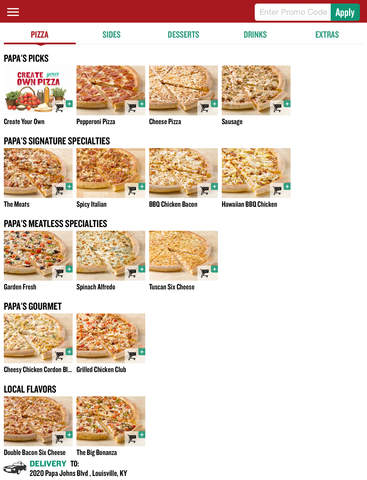 Enter Promo Code Apply
PIZZA SIDES DESSERTS DRINKS EXTRAS
PAPA'S PICKS
CREATE your
OWN PIZZA
Create Your Own Pepperoni Pizza Cheese Pizza Sausage
PAPA'S SIGNATURE SPECIALTIES
The Meats Spicy Italian BBQ Chicken Bacon Hawaiian BBQ Chicken
PAPA'S MEATLESS SPECIALTIES
Garden Fresh Spinach Alfredo Tuscan Six Cheese
PAPA'S GOURMET
Cheesy Chicken Cordon Bl... Grilled Chicken Club
LOCAL FLAVORS
Double Bacon Six Cheese The Big Bonanza
DELIVERY TO:
2020 Papa Johns Blvd , Louisville, KY